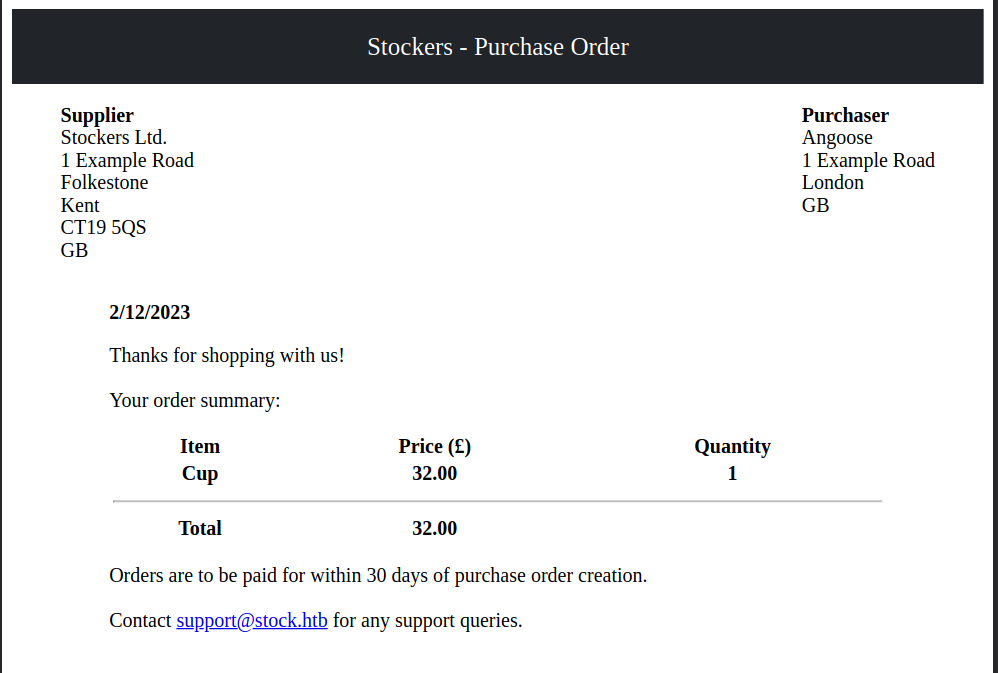 Stockers - Purchase Order
Supplier
Stockers Ltd.
1 Example Road
Folkestone
Kent
CT19 5QS
GB
Purchaser
Angoose
1 Example Road
London
GB
2/12/2023
Thanks for shopping with us!
Your order summary:
Item Price (£) Quantity
Cup 32.00 1
Total 32.00
Orders are to be paid for within 30 days of purchase order creation.
Contact support@stock.htb for any support queries.